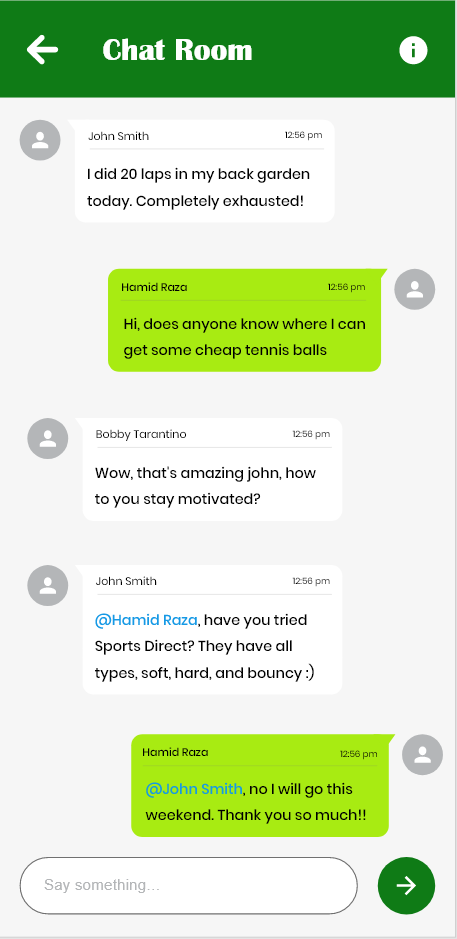 Chat Room
John Smith 12:56 pm
I did 20 laps in my back garden
today. Completely exhausted!
Hamid Raza 12:56 pm
Hi, does anyone know where I can
get some cheap tennis balls
Bobby Tarantino 12:56 pm
Wow, that's amazing john, how
to you stay motivated?
John Smith 12:56 pm
@Hamid Raza, have you tried
Sports Direct? They have all
types, soft, hard, and bouncy :)
Hamid Raza 12:56 pm
@John Smith, no I will go this
weekend. Thank you so much!!
Say something...